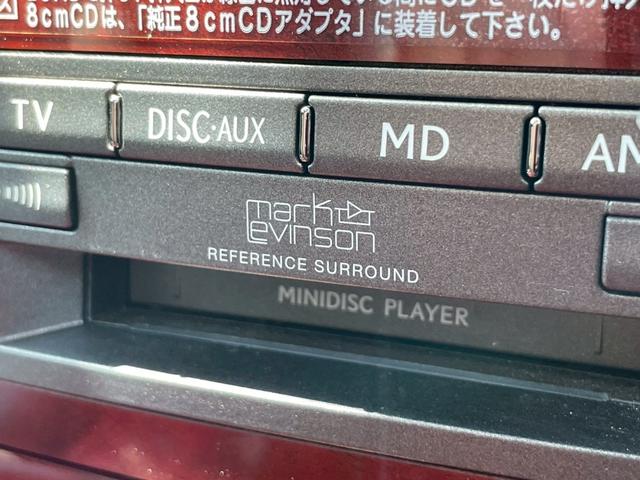 8cmCDは、「純正8cmCDアダプタ」に装着して下さい。
TV
DISC·AUX
MD
AN
mark
Levinson
REFERENCE SURROUND
MINIDISC PLAYER